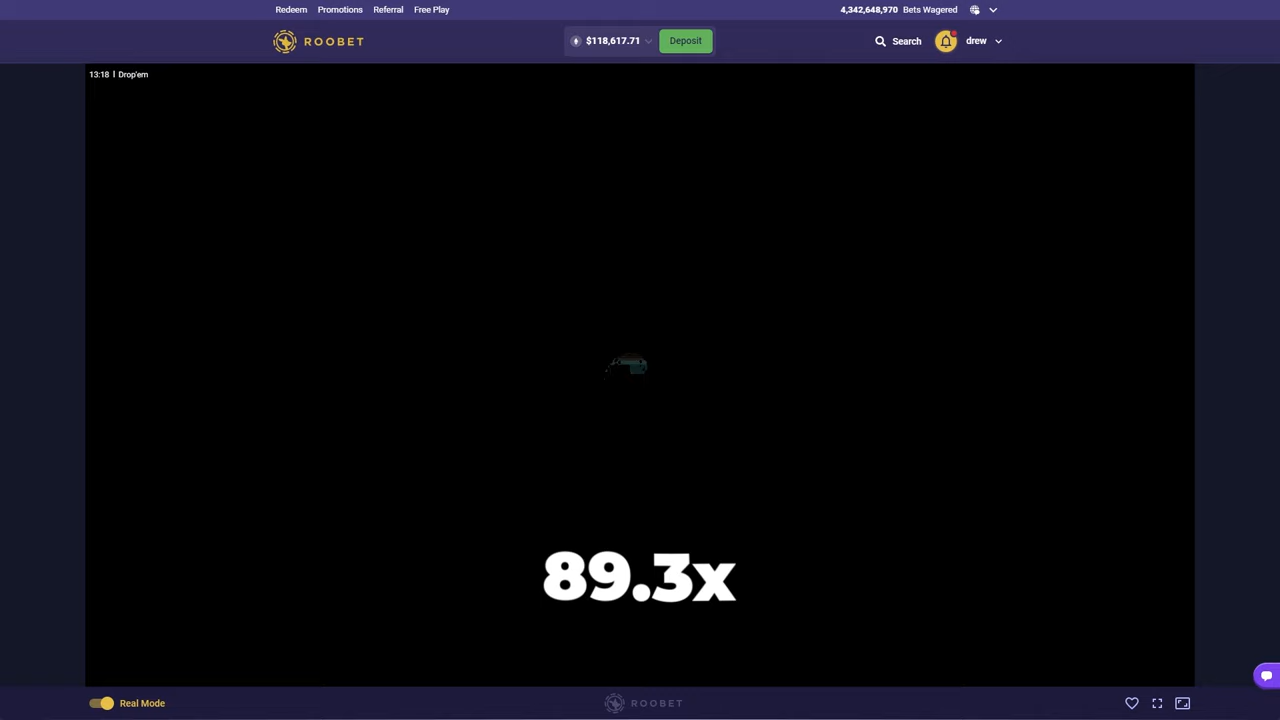 Redeem Promotions Referral Free Play 4,342,648,970 Bets Wagered
ROOBET $118,617.71 Deposit Search drew
13:18 | Drop'em
89.3x
Real Mode ROOBET